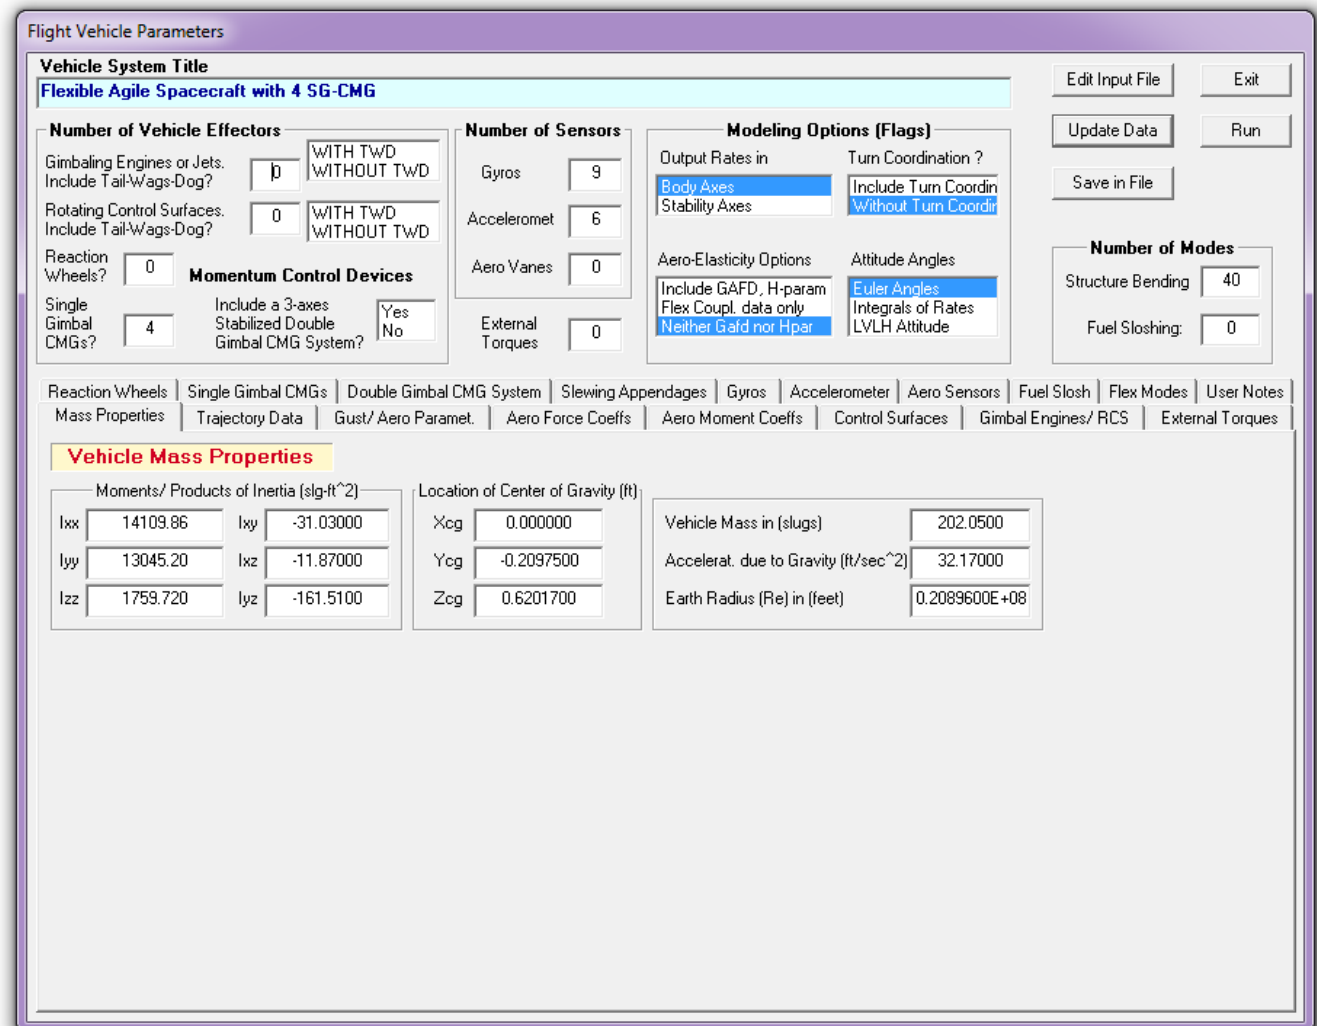 Flight Vehicle Parameters
Vehicle System Title
Flexible Agile Spacecraft with 4 SG-CMG
Edit Input File
Exit
Update Data
Run
Save in File
Number of Vehicle Effectors
Gimbaling Engines or Jets.
Include Tail-Wags-Dog?
0
WITH TWD
WITHOUT TWD
Rotating Control Surfaces.
Include Tail-Wags-Dog?
0
WITH TWD
WITHOUT TWD
Reaction
Wheels?
0
Momentum Control Devices
Single
Gimbal
CMGs?
4
Include a 3-axes
Stabilized Double
Gimbal CMG System?
Yes
No
Number of Sensors
Gyros
9
Acceleromet
6
Aero Vanes
0
External
Torques
0
Modeling Options (Flags)
Output Rates in
Body Axes
Stability Axes
Turn Coordination ?
Include Turn Coordin
Without Turn Coordin
Aero-Elasticity Options
Include GAFD, H-param
Flex Coupl. data only
Neither Gafd nor Hpar
Attitude Angles
Euler Angles
Integrals of Rates
LVLH Attitude
Number of Modes
Structure Bending
40
Fuel Sloshing:
0
Reaction Wheels
Single Gimbal CMGs
Double Gimbal CMG System
Slewing Appendages
Gyros
Accelerometer
Aero Sensors
Fuel Slosh
Flex Modes
User Notes
Mass Properties
Trajectory Data
Gust/ Aero Paramet.
Aero Force Coeffs
Aero Moment Coeffs
Control Surfaces
Gimbal Engines/ RCS
External Torques
Vehicle Mass Properties
Moments/ Products of Inertia (slg-ft^2)
Ixx 14109.86 Ixy -31.03000
Iyy 13045.20 Ixz -11.87000
Izz 1759.720 Iyz -161.5100
Location of Center of Gravity (ft)
Xcg 0.000000
Ycg -0.2097500
Zcg 0.6201700
Vehicle Mass in (slugs) 202.0500
Accelerat. due to Gravity (ft/sec^2) 32.17000
Earth Radius (Re) in (feet) 0.2089600E+08